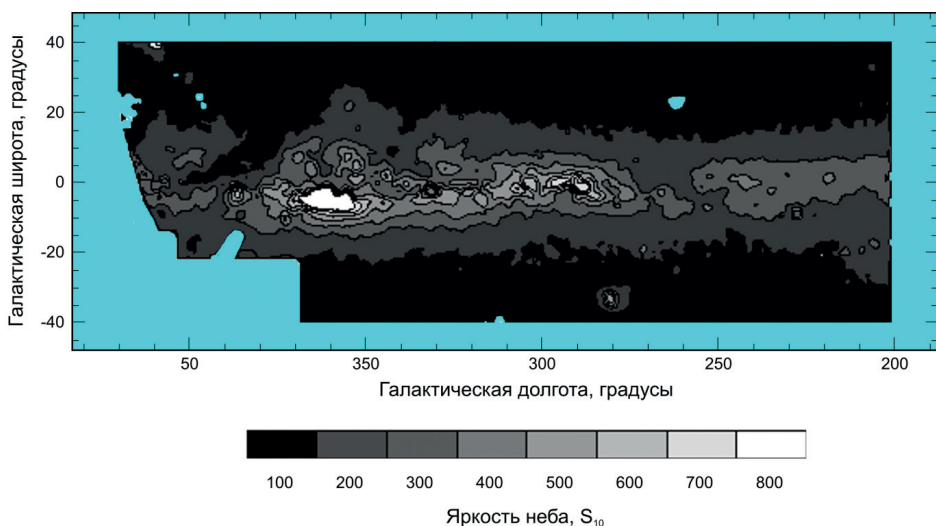 Галактическая широта, градусы
40
20
0
-20
-40
50
350
300
250
200
Галактическая долгота, градусы
100 200 300 400 500 600 700 800
Яркость неба, S₁₀